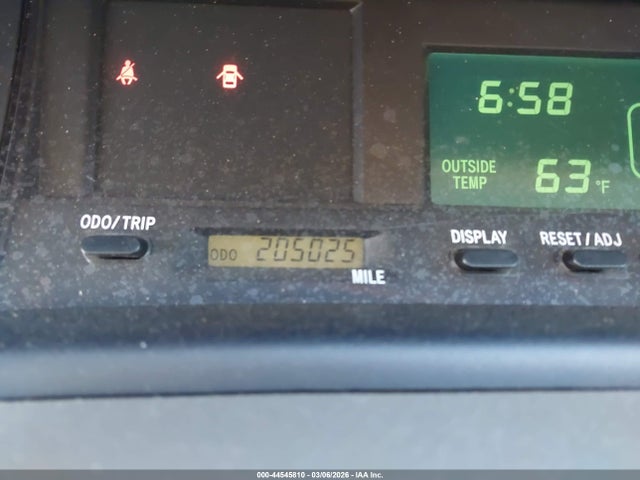 6:58
OUTSIDE
TEMP
63°F
ODO/TRIP
ODO 205025
MILE
DISPLAY
RESET/ADJ
000-44545810 - 03/06/2026 - IAA Inc.